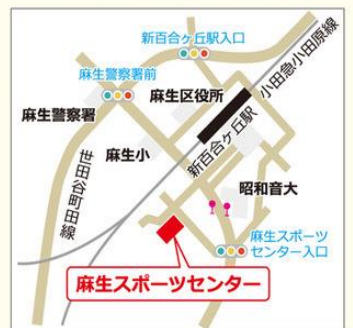 新百合ヶ丘駅入口
小田急小田原線
麻生警察署前
麻生区役所
麻生警察署
新百合ヶ丘駅
麻生小
世田谷町田線
昭和音大
麻生スポーツ
センター入口
麻生スポーツセンター